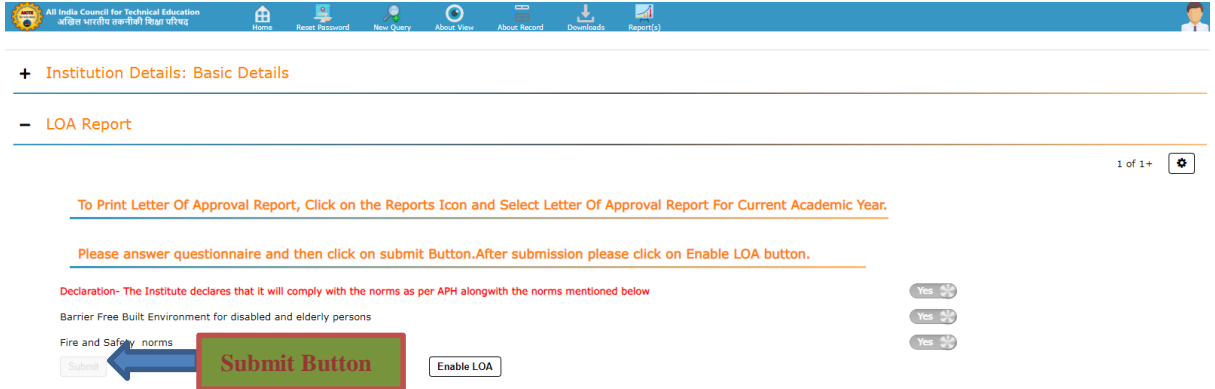 All India Council for Technical Education
अखिल भारतीय तकनीकी शिक्षा परिषद्
Home Reset Password New Query About View About Record Downloads Report(s)
+ Institution Details: Basic Details
− LOA Report
1 of 1+
To Print Letter Of Approval Report, Click on the Reports Icon and Select Letter Of Approval Report For Current Academic Year.
Please answer questionnaire and then click on submit Button.After submission please click on Enable LOA button.
Declaration- The Institute declares that it will comply with the norms as per APH alongwith the norms mentioned below Yes
Barrier Free Built Environment for disabled and elderly persons Yes
Fire and Safety norms Yes
Submit Submit Button Enable LOA